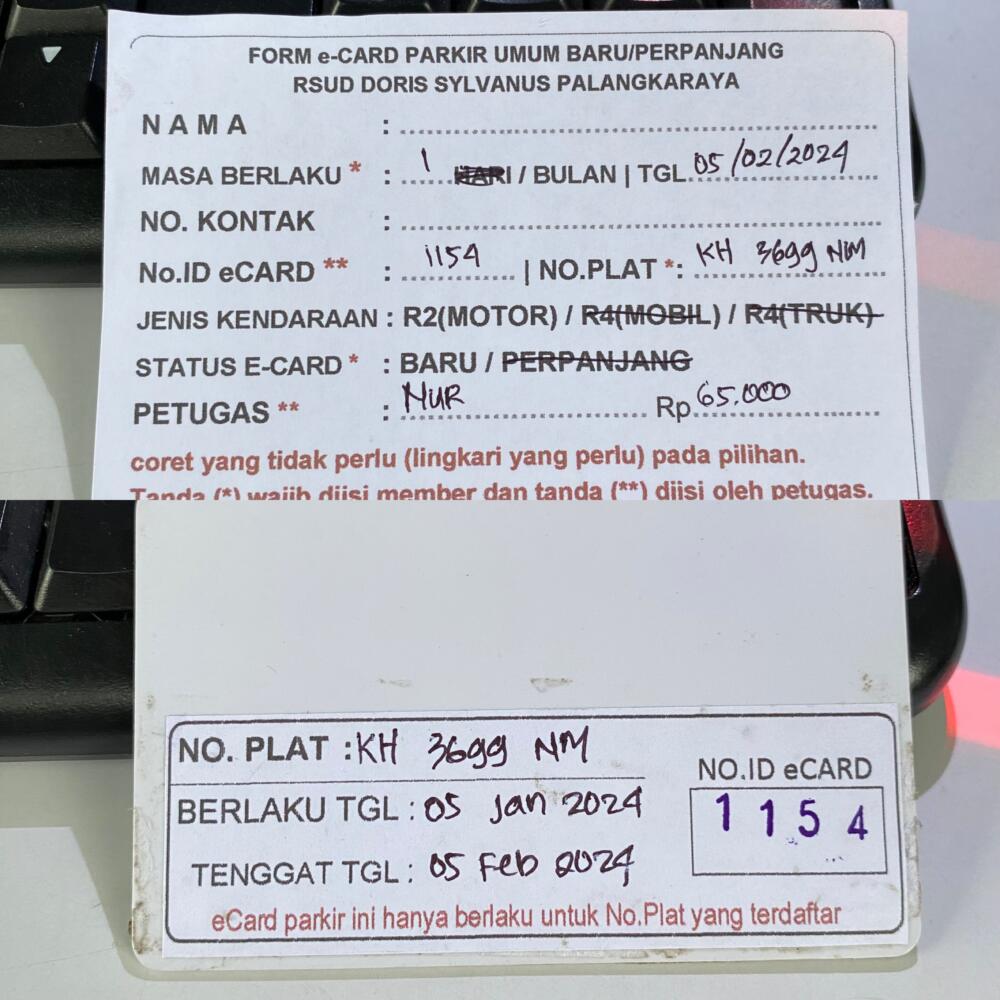 FORM e-CARD PARKIR UMUM BARU/PERPANJANG
RSUD DORIS SYLVANUS PALANGKARAYA
N A M A :
MASA BERLAKU * : 1 HARI / BULAN | TGL. 05/02/2024
NO. KONTAK :
No.ID eCARD ** : 1154 | NO.PLAT *: KH 3699 NM
JENIS KENDARAAN : R2(MOTOR) / R4(MOBIL) / R4(TRUK)
STATUS E-CARD * : BARU / PERPANJANG
PETUGAS ** : NUR Rp. 65.000
coret yang tidak perlu (lingkari yang perlu) pada pilihan.
Tanda (*) wajib diisi member dan tanda (**) diisi oleh petugas.
NO. PLAT : KH 3699 NM
NO.ID eCARD
1154
BERLAKU TGL : 05 Jan 2024
TENGGAT TGL : 05 Feb 2024
eCard parkir ini hanya berlaku untuk No.Plat yang terdaftar